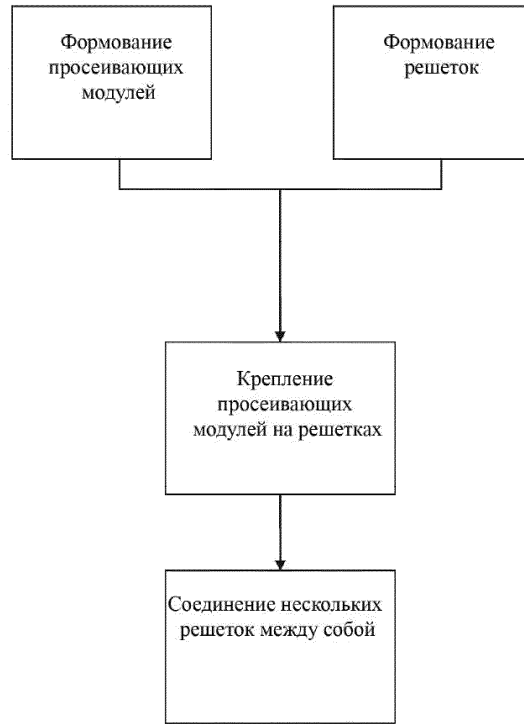 Формование
просеивающих
модулей
Формование
решеток
Крепление
просеивающих
модулей на решетках
Соединение нескольких
решеток между собой